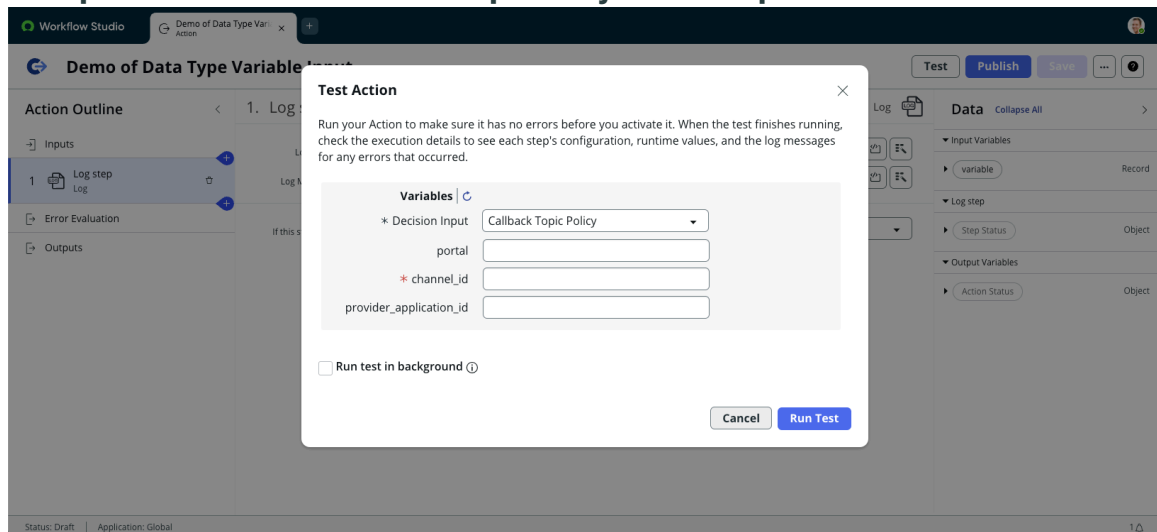 Workflow Studio
Demo of Data Type Vari
Action
Demo of Data Type Variable
Test
Publish
Save
Action Outline
Inputs
1
Log step
Log
Error Evaluation
Outputs
1. Log
Log
If this s
Test Action
Run your Action to make sure it has no errors before you activate it. When the test finishes running,
check the execution details to see each step's configuration, runtime values, and the log messages
for any errors that occurred.
Variables
* Decision Input
Callback Topic Policy
portal
* channel_id
provider_application_id
Run test in background
Cancel
Run Test
Data
Collapse All
Input Variables
variable
Record
Log step
Step Status
Object
Output Variables
Action Status
Object
Status: Draft
Application: Global
1